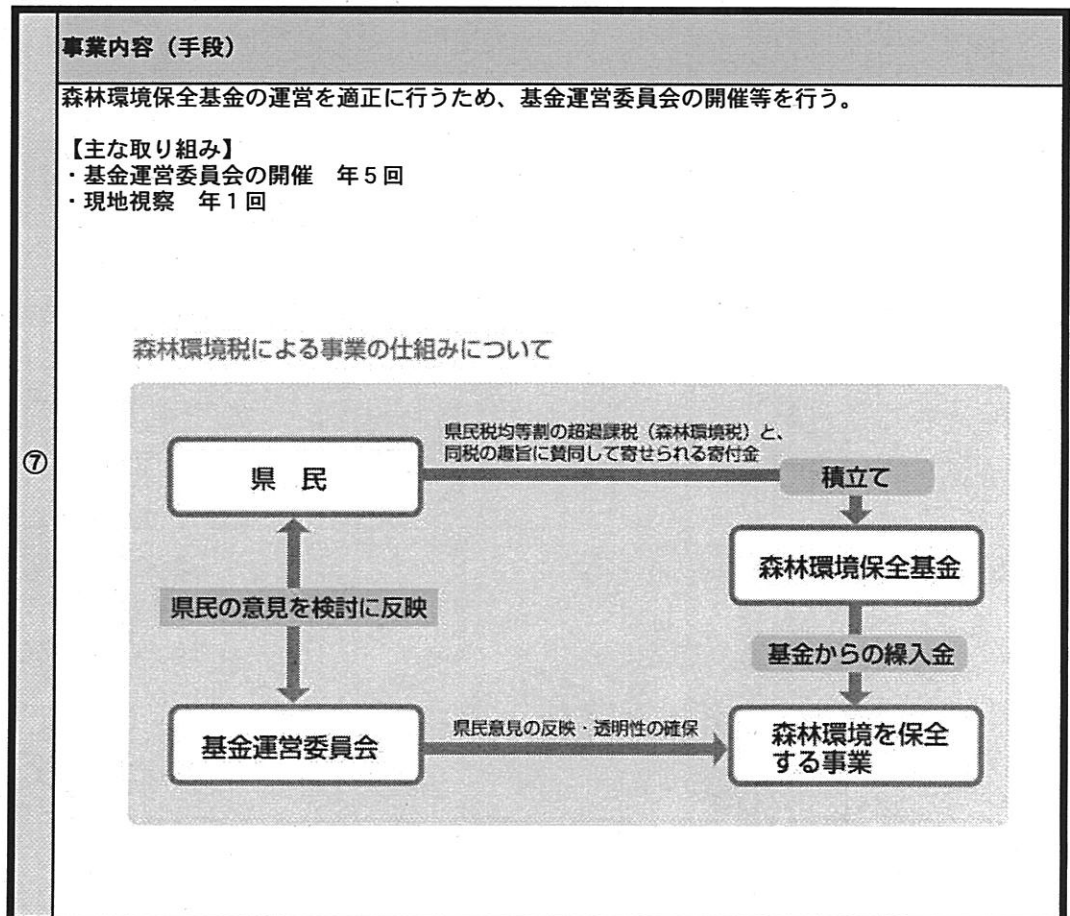 事業内容（手段）
森林環境保全基金の運営を適正に行うため、基金運営委員会の開催等を行う。
【主な取り組み】
・基金運営委員会の開催　年５回
・現地視察　年１回
⑦
森林環境税による事業の仕組みについて
県民税均等割の超過課税（森林環境税）と、
同税の趣旨に賛同して寄せられる寄付金
県　民
積立て
森林環境保全基金
県民の意見を検討に反映
基金からの繰入金
基金運営委員会
県民意見の反映・透明性の確保
森林環境を保全
する事業